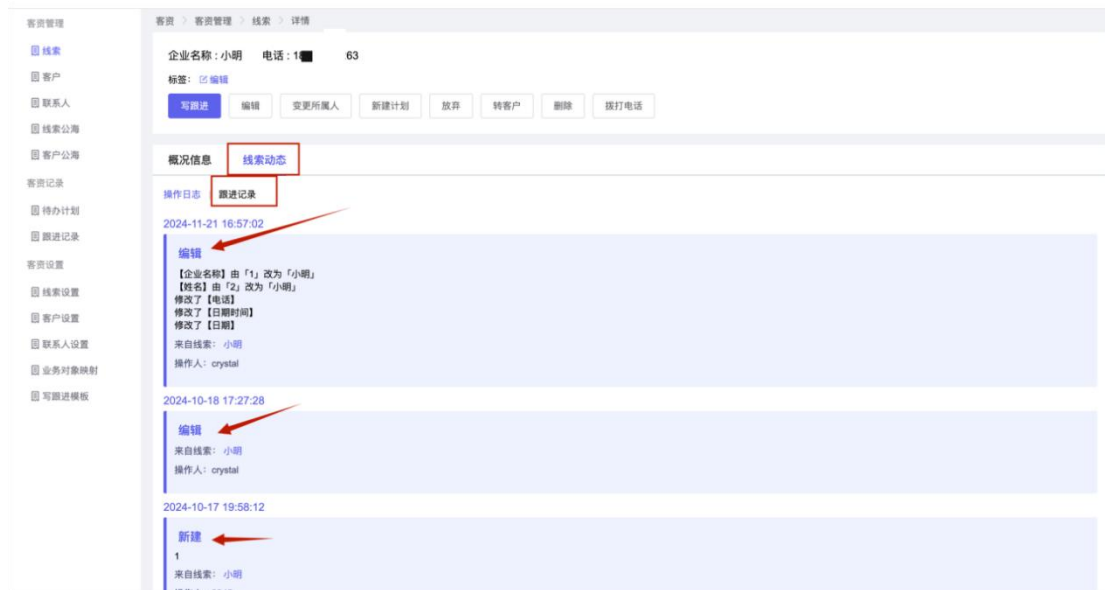 客资管理
线索
客户
联系人
线索公海
客户公海
客资记录
待办计划
跟进记录
客资设置
线索设置
客户设置
联系人设置
业务对象映射
写跟进模板
客资 > 客资管理 > 线索 > 详情
企业名称 : 小明 电话 : 18 63
标签： 编辑
写跟进 编辑 变更所属人 新建计划 放弃 转客户 删除 拨打电话
概况信息 线索动态
操作日志 跟进记录
2024-11-21 16:57:02
编辑
【企业名称】由「1」改为「小明」
【姓名】由「2」改为「小明」
修改了【电话】
修改了【日期时间】
修改了【日期】
来自线索： 小明
操作人：crystal
2024-10-18 17:27:28
编辑
来自线索： 小明
操作人：crystal
2024-10-17 19:58:12
新建
1
来自线索： 小明